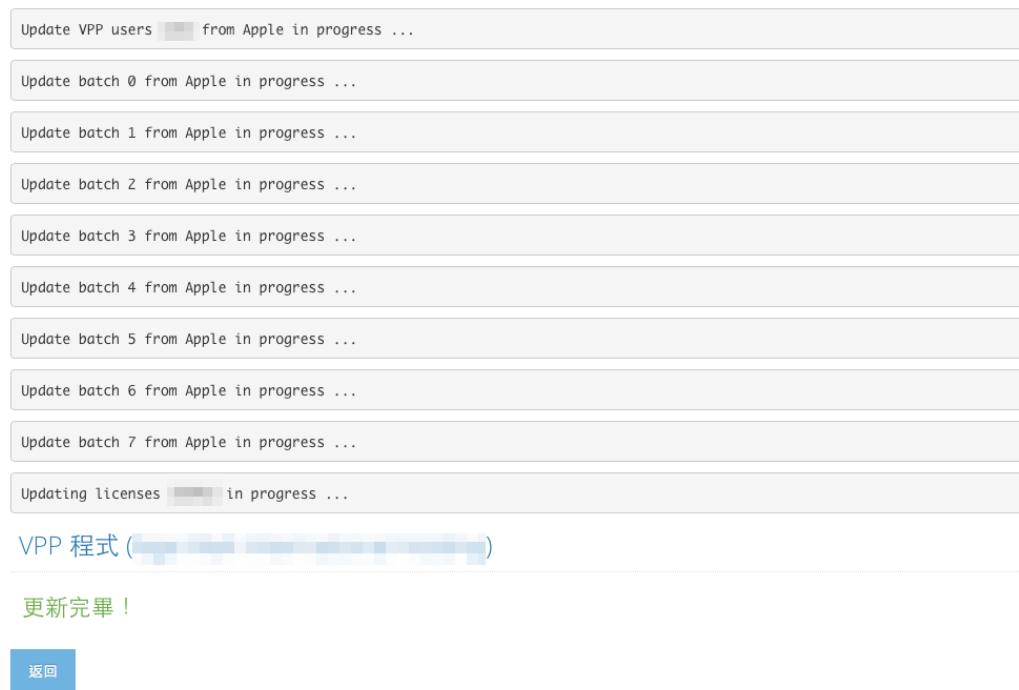 Update VPP users from Apple in progress ...
Update batch 0 from Apple in progress ...
Update batch 1 from Apple in progress ...
Update batch 2 from Apple in progress ...
Update batch 3 from Apple in progress ...
Update batch 4 from Apple in progress ...
Update batch 5 from Apple in progress ...
Update batch 6 from Apple in progress ...
Update batch 7 from Apple in progress ...
Updating licenses in progress ...
VPP 程式 ()
更新完畢！
返回